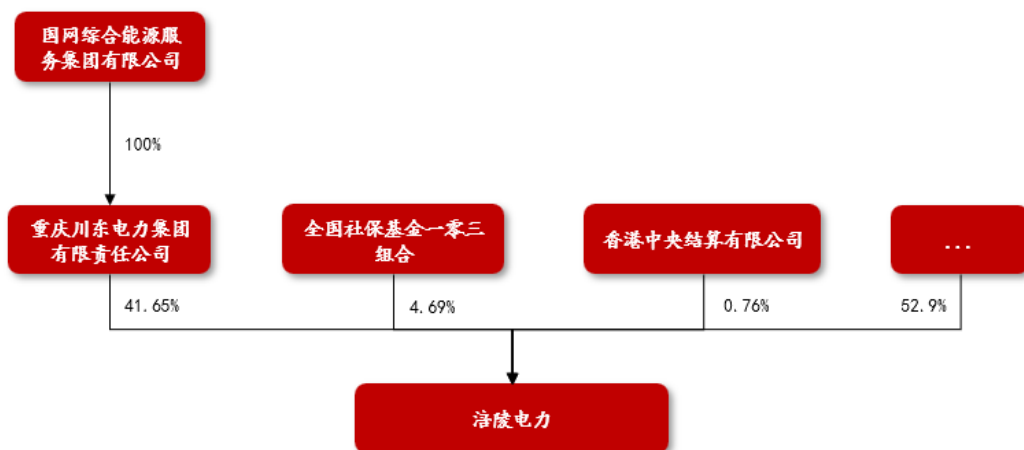 国网综合能源服
务集团有限公司
100%
重庆川东电力集团
有限责任公司
全国社保基金一零三
组合
香港中央结算有限公司
...
41.65%
4.69%
0.76%
52.9%
涪陵电力